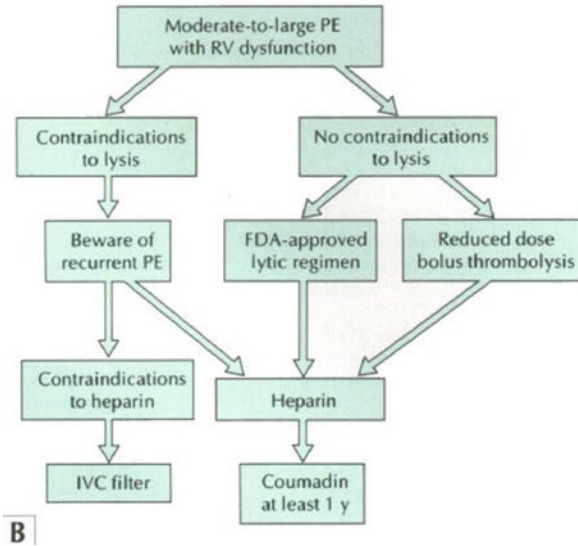 Moderate-to-large PE
with RV dysfunction
Contraindications
to lysis
No contraindications
to lysis
Beware of
recurrent PE
FDA-approved
lytic regimen
Reduced dose
bolus thrombolysis
Contraindications
to heparin
Heparin
IVC filter
Coumadin
at least 1 y
B